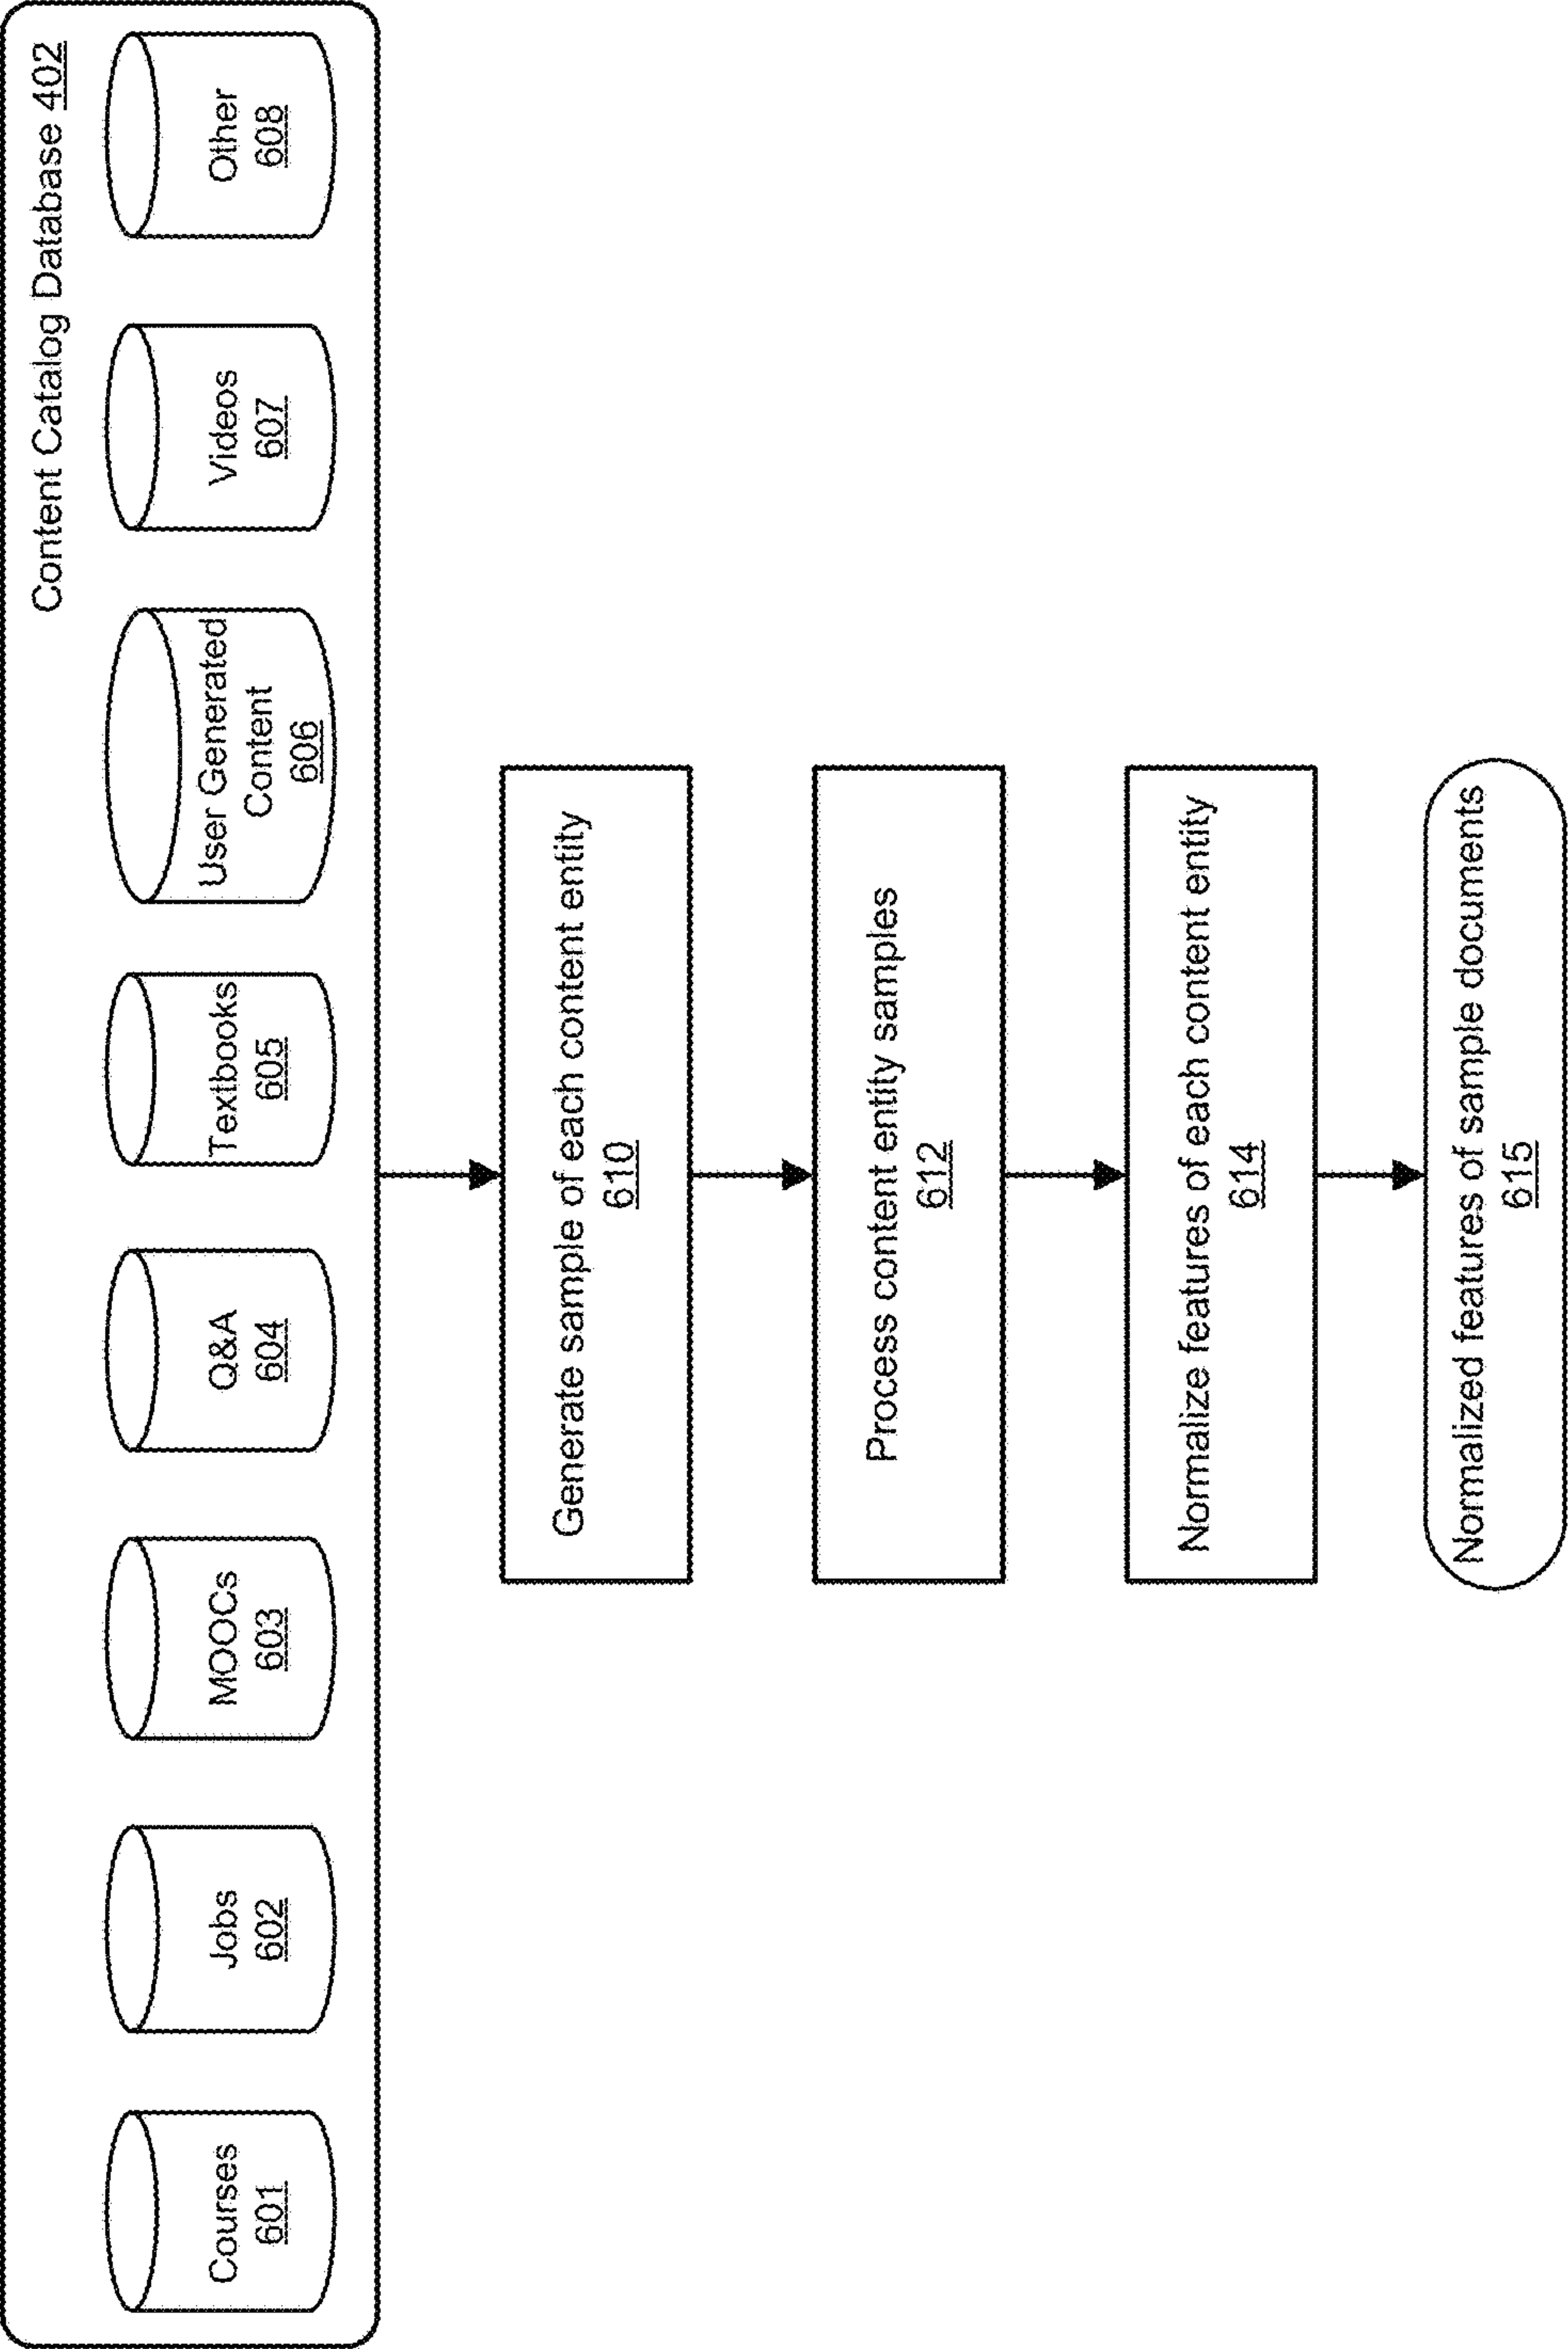 Content Catalog Database 402
Courses
601
Jobs
602
MOOCs
603
Q&A
604
Textbooks
605
User Generated
Content
606
Videos
607
Other
608
Generate sample of each content entity
610
Process content entity samples
612
Normalize features of each content entity
614
Normalized features of sample documents
615